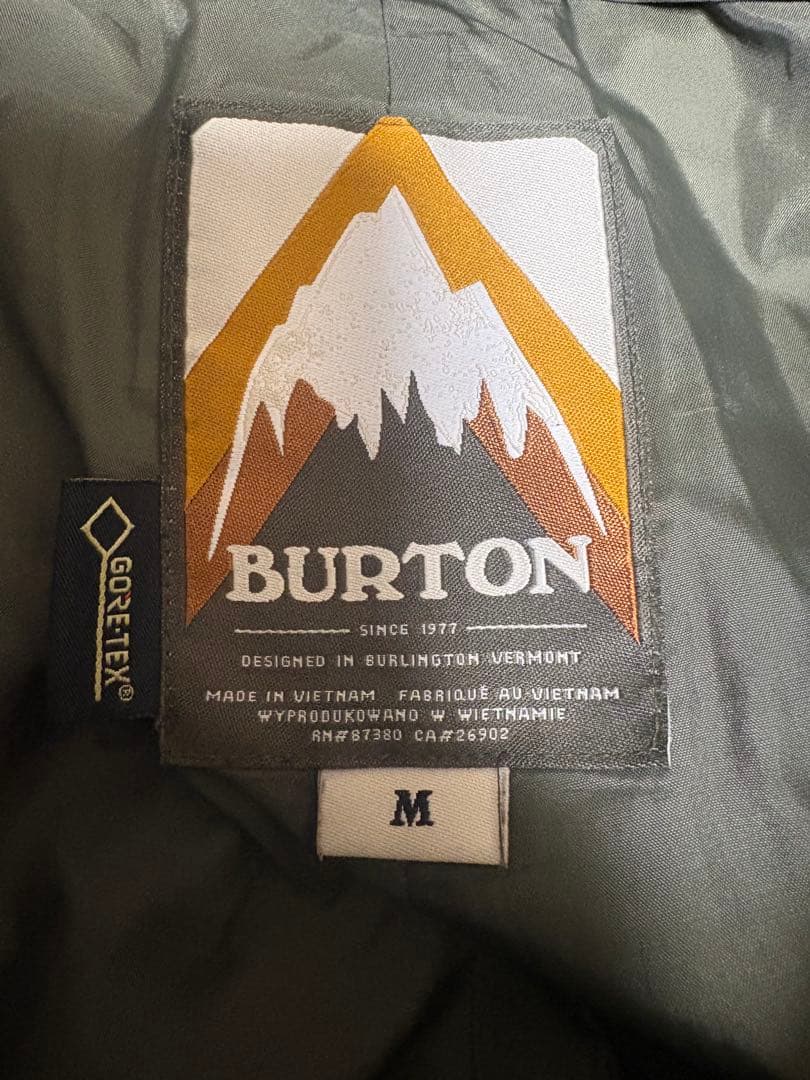 BURTON
SINCE 1977
DESIGNED IN BURLINGTON VERMONT
MADE IN VIETNAM FABRIQUÉ AU VIETNAM
WYPRODUKOWANO W WIETNAMIE
RN#87380 CA#26902
M
GORE-TEX®